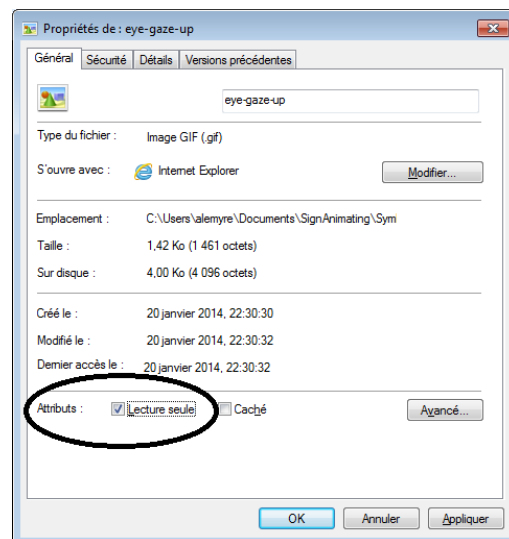 Propriétés de : eye-gaze-up
Général Sécurité Détails Versions précédentes
eye-gaze-up
Type du fichier : Image GIF (.gif)
S'ouvre avec : Internet Explorer Modifier...
Emplacement : C:\Users\alemyre\Documents\SignAnimating\Sym
Taille : 1,42 Ko (1 461 octets)
Sur disque : 4,00 Ko (4 096 octets)
Créé le : 20 janvier 2014, 22:30:30
Modifié le : 20 janvier 2014, 22:30:32
Dernier accès le : 20 janvier 2014, 22:30:32
Attributs : Lecture seule Caché Avancé...
OK Annuler Appliquer